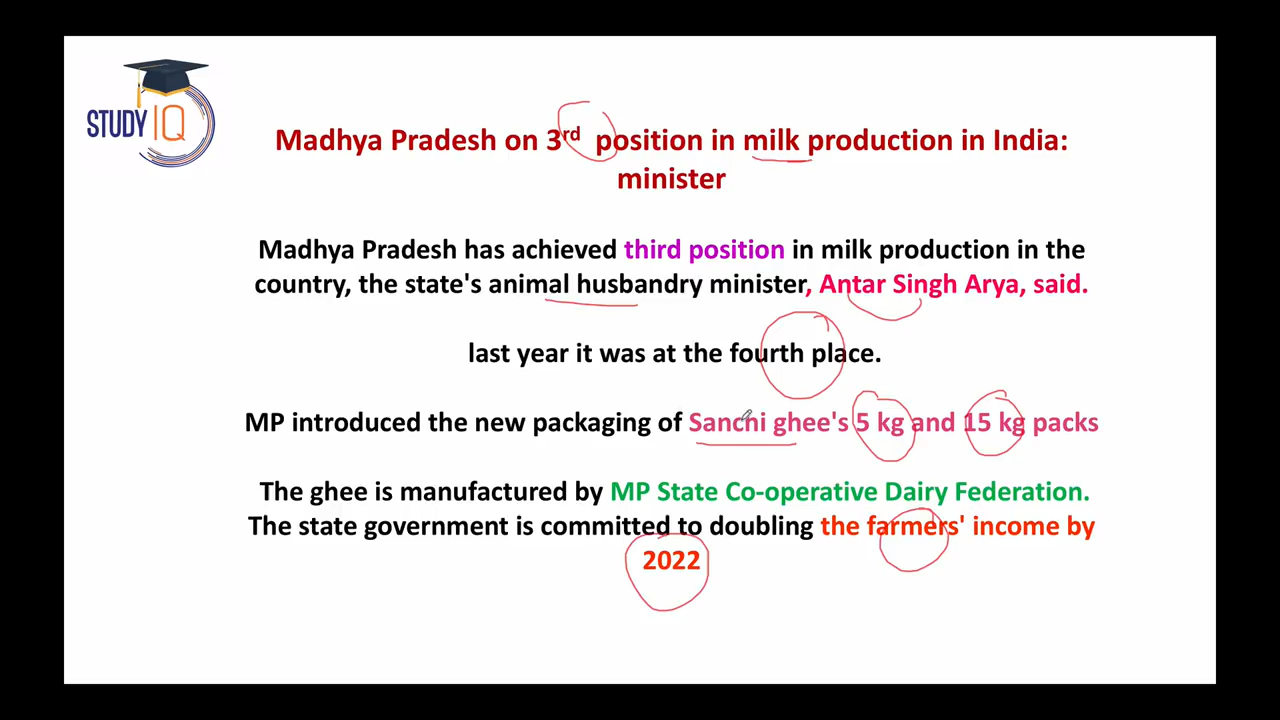 STUDY IQ
Madhya Pradesh on 3rd position in milk production in India:
minister
Madhya Pradesh has achieved third position in milk production in the
country, the state's animal husbandry minister, Antar Singh Arya, said.
last year it was at the fourth place.
MP introduced the new packaging of Sanchi ghee's 5 kg and 15 kg packs
The ghee is manufactured by MP State Co-operative Dairy Federation.
The state government is committed to doubling the farmers' income by
2022